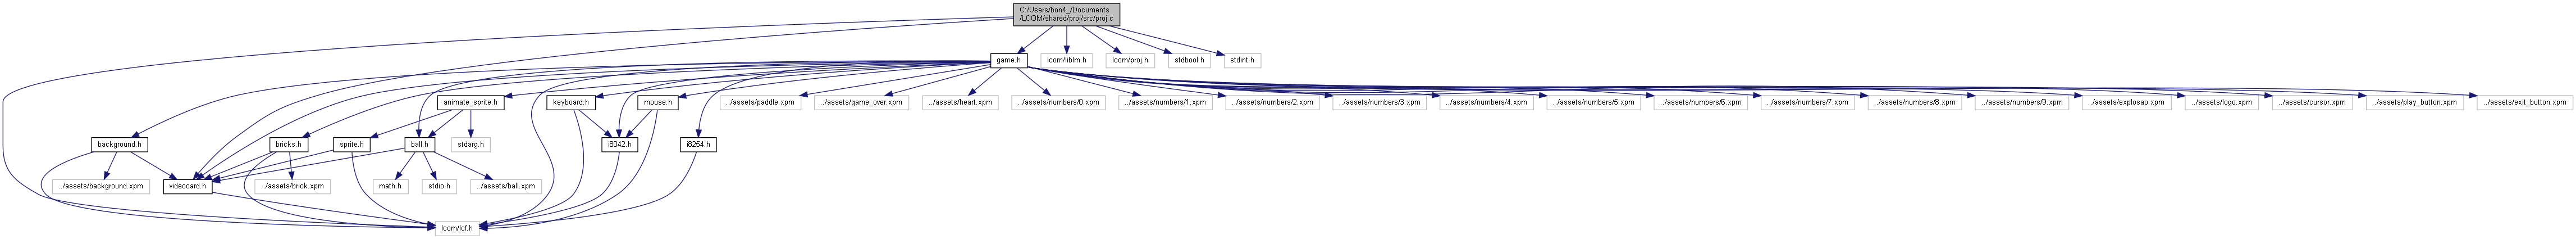 C:/Users/bon4_/Documents
/LCOM/shared/proj/src/proj.c
game.h
lcom/liblm.h
lcom/proj.h
stdbool.h
stdint.h
animate_sprite.h
keyboard.h
mouse.h
../assets/paddle.xpm
../assets/game_over.xpm
../assets/heart.xpm
../assets/numbers/0.xpm
../assets/numbers/1.xpm
../assets/numbers/2.xpm
../assets/numbers/3.xpm
../assets/numbers/4.xpm
../assets/numbers/5.xpm
../assets/numbers/6.xpm
../assets/numbers/7.xpm
../assets/numbers/8.xpm
../assets/numbers/9.xpm
../assets/explosao.xpm
../assets/logo.xpm
../assets/cursor.xpm
../assets/play_button.xpm
../assets/exit_button.xpm
background.h
bricks.h
sprite.h
ball.h
stdarg.h
i8042.h
i8254.h
../assets/background.xpm
videocard.h
../assets/brick.xpm
math.h
stdio.h
../assets/ball.xpm
lcom/lcf.h